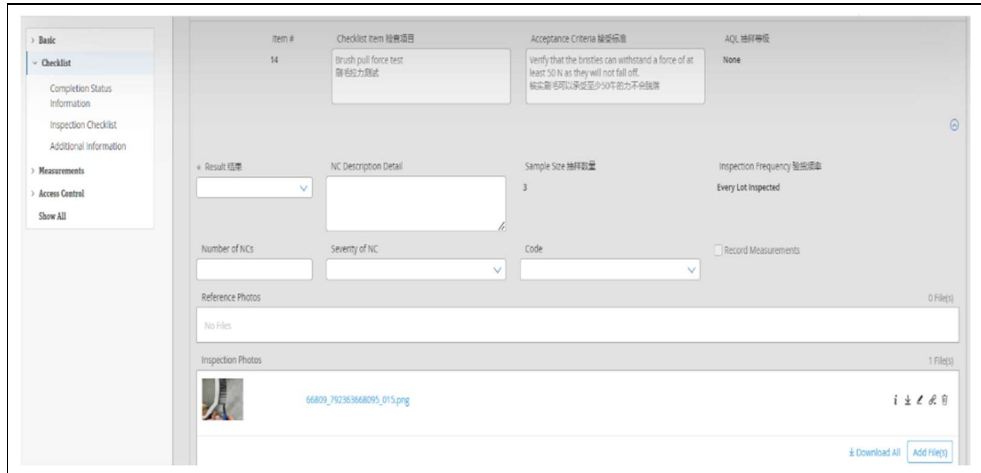 Basic
Checklist
Completion Status
Information
Inspection Checklist
Additional Information
Measurements
Access Control
Show All
Item #
Checklist Item 检查项目
Acceptance Criteria 接受标准
AQL 抽样等级
14
Brush pull force test
刷毛拉力测试
Verify that the bristles can withstand a force of at
least 50 N as they will not fall off.
核实刷毛可以承受至少50牛的力不会脱落
None
* Result 结果
NC Description Detail
Sample Size 抽样数量
Inspection Frequency 验货频率
3
Every Lot Inspected
Number of NCs
Severity of NC
Code
Record Measurements
Reference Photos
0 File(s)
No Files
Inspection Photos
1 File(s)
66809_792363668095_015.png
Download All
Add File(s)